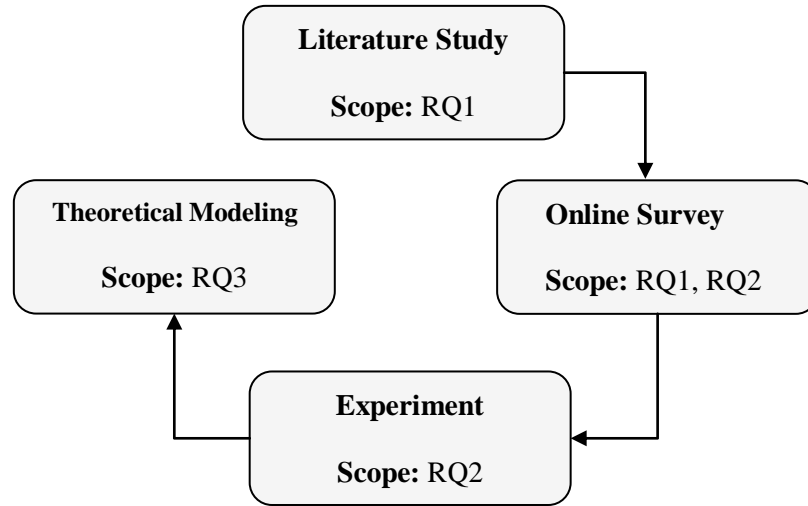 Literature Study
Scope: RQ1
Online Survey
Scope: RQ1, RQ2
Experiment
Scope: RQ2
Theoretical Modeling
Scope: RQ3